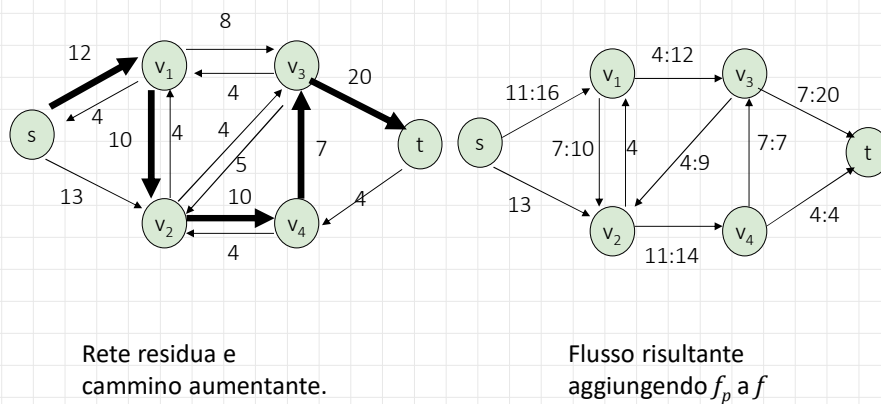 8
12
v1
v3
20
4
4
s
10
4
4
5
7
t
13
10
4
v2
v4
4
4:12
v1
v3
11:16
7:20
s
7:10
4
4:9
7:7
t
13
v2
v4
4:4
11:14
Rete residua e
cammino aumentante.
Flusso risultante
aggiungendo fp a f